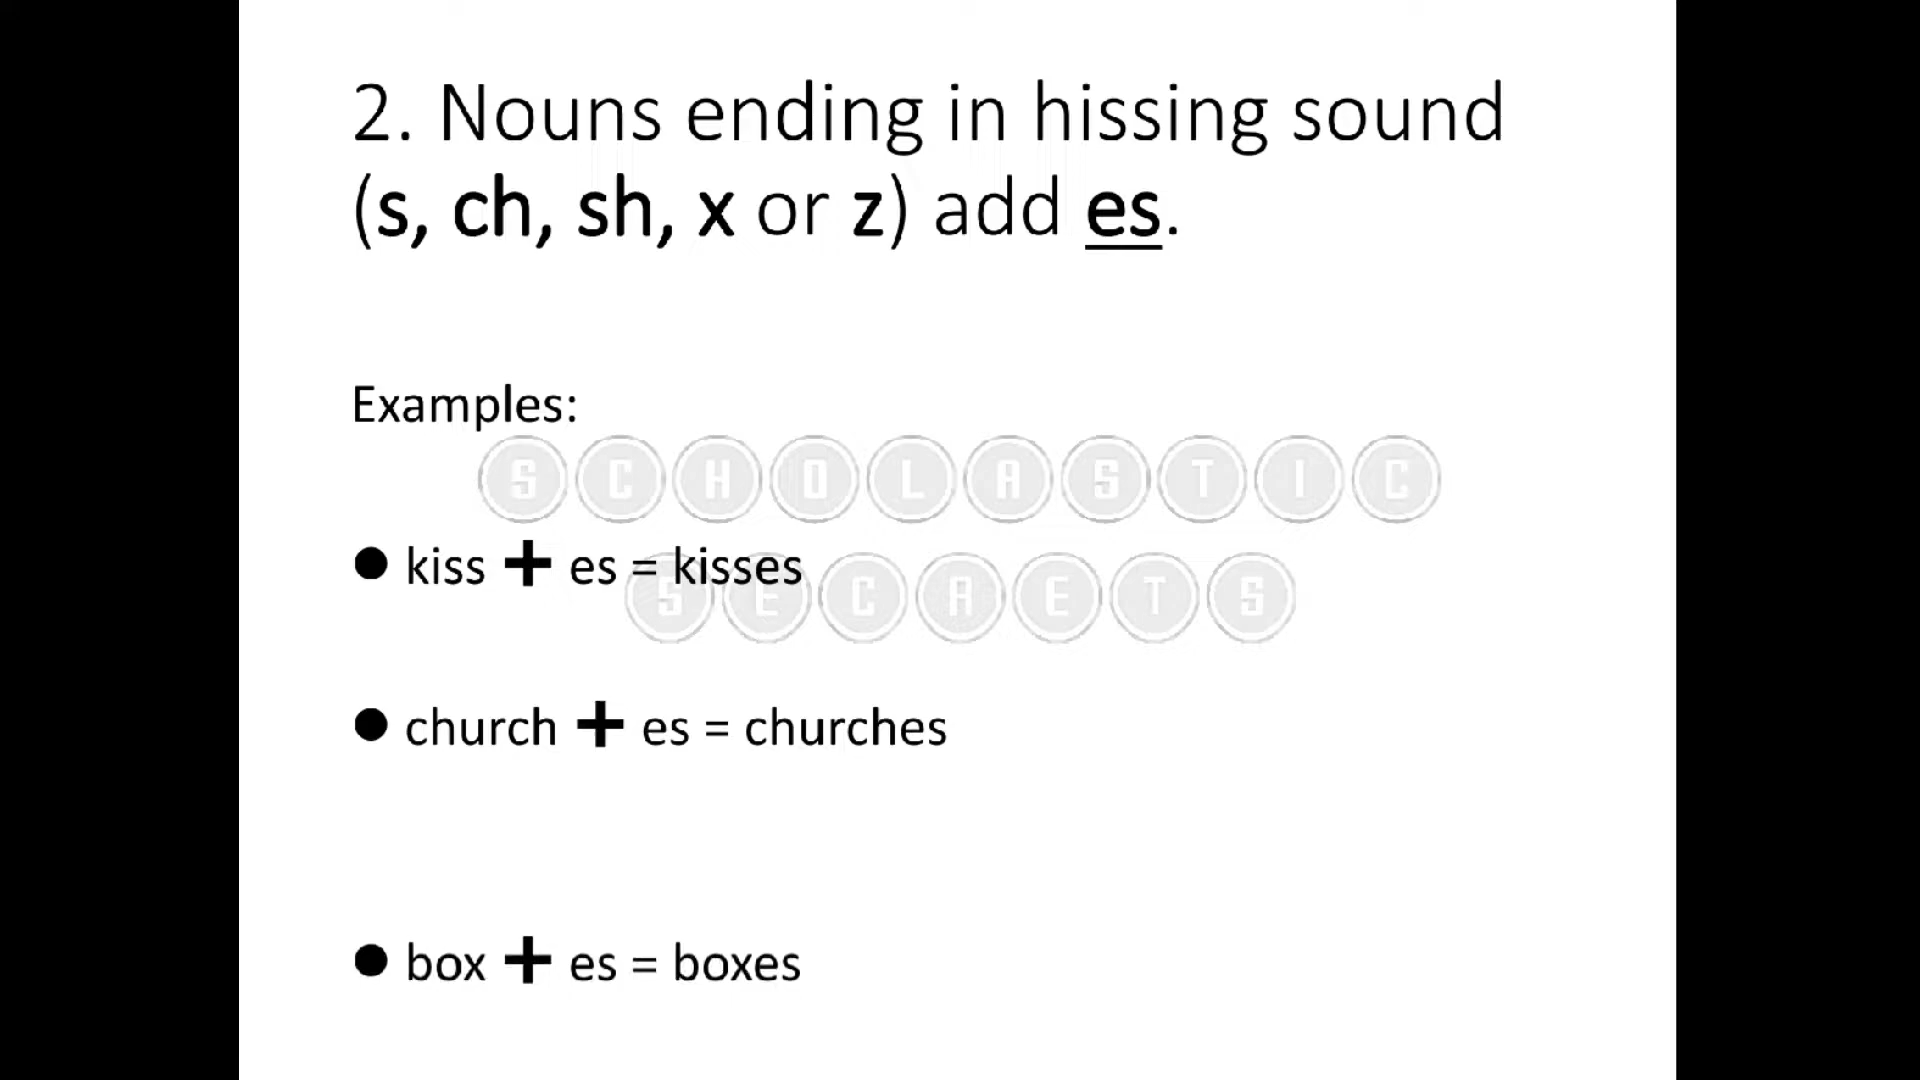 2. Nouns ending in hissing sound
(s, ch, sh, x or z) add es.
Examples:
SCHOLASTIC
● kiss ➕ es = kisses
SECRETS
● church ➕ es = churches
● box ➕ es = boxes